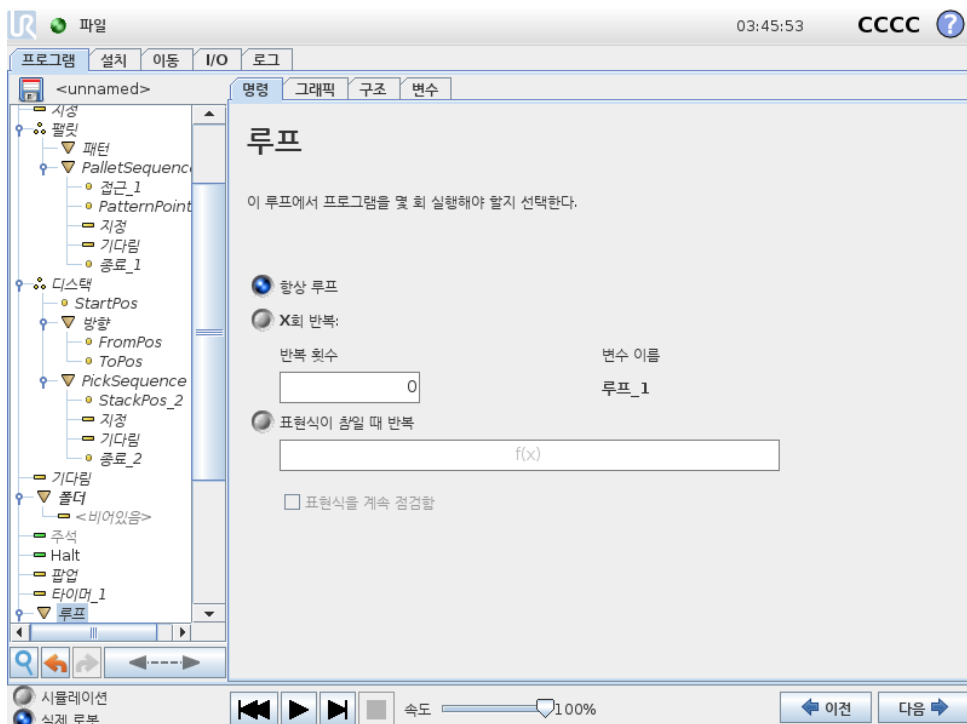 UR 파일 03:45:53 CCCC ?
프로그램 설치 이동 I/O 로그
<unnamed>
명령 그래픽 구조 변수
지정
팔릿
패턴
PalletSequenc
접근_1
PatternPoint
지정
기다림
종료_1
디스택
StartPos
방향
FromPos
ToPos
PickSequence
StackPos_2
지정
기다림
종료_2
기다림
폴더
<비어있음>
주석
Halt
팝업
타이머_1
루프
루프
이 루프에서 프로그램을 몇 회 실행해야 할지 선택한다.
항상 루프
X회 반복:
반복 횟수 변수 이름
0 루프_1
표현식이 참일 때 반복
f(x)
표현식을 계속 점검함
시뮬레이션
실제 로봇
속도 100%
이전 다음